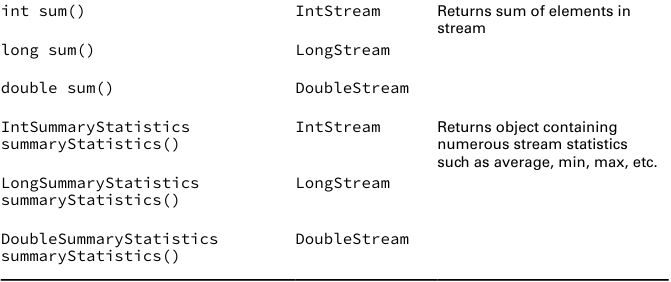 int sum() IntStream Returns sum of elements in
stream
long sum() LongStream
double sum() DoubleStream
IntSummaryStatistics IntStream Returns object containing
summaryStatistics() numerous stream statistics
such as average, min, max, etc.
LongSummaryStatistics LongStream
summaryStatistics()
DoubleSummaryStatistics DoubleStream
summaryStatistics()